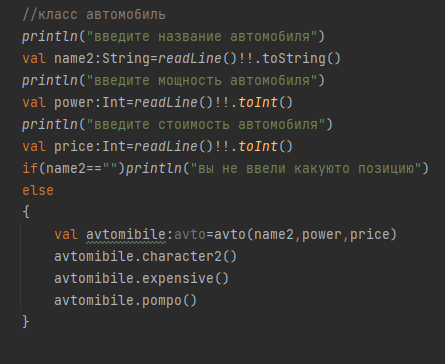 //класс автомобиль
println("введите название автомобиля")
val name2:String=readLine()!!.toString()
println("введите мощность автомобиля")
val power:Int=readLine()!!.toInt()
println("введите стоимость автомобиля")
val price:Int=readLine()!!.toInt()
if(name2=="")println("вы не ввели какуюто позицию")
else
{
val avtomibile:avto=avto(name2,power,price)
avtomibile.character2()
avtomibile.expensive()
avtomibile.pompo()
}